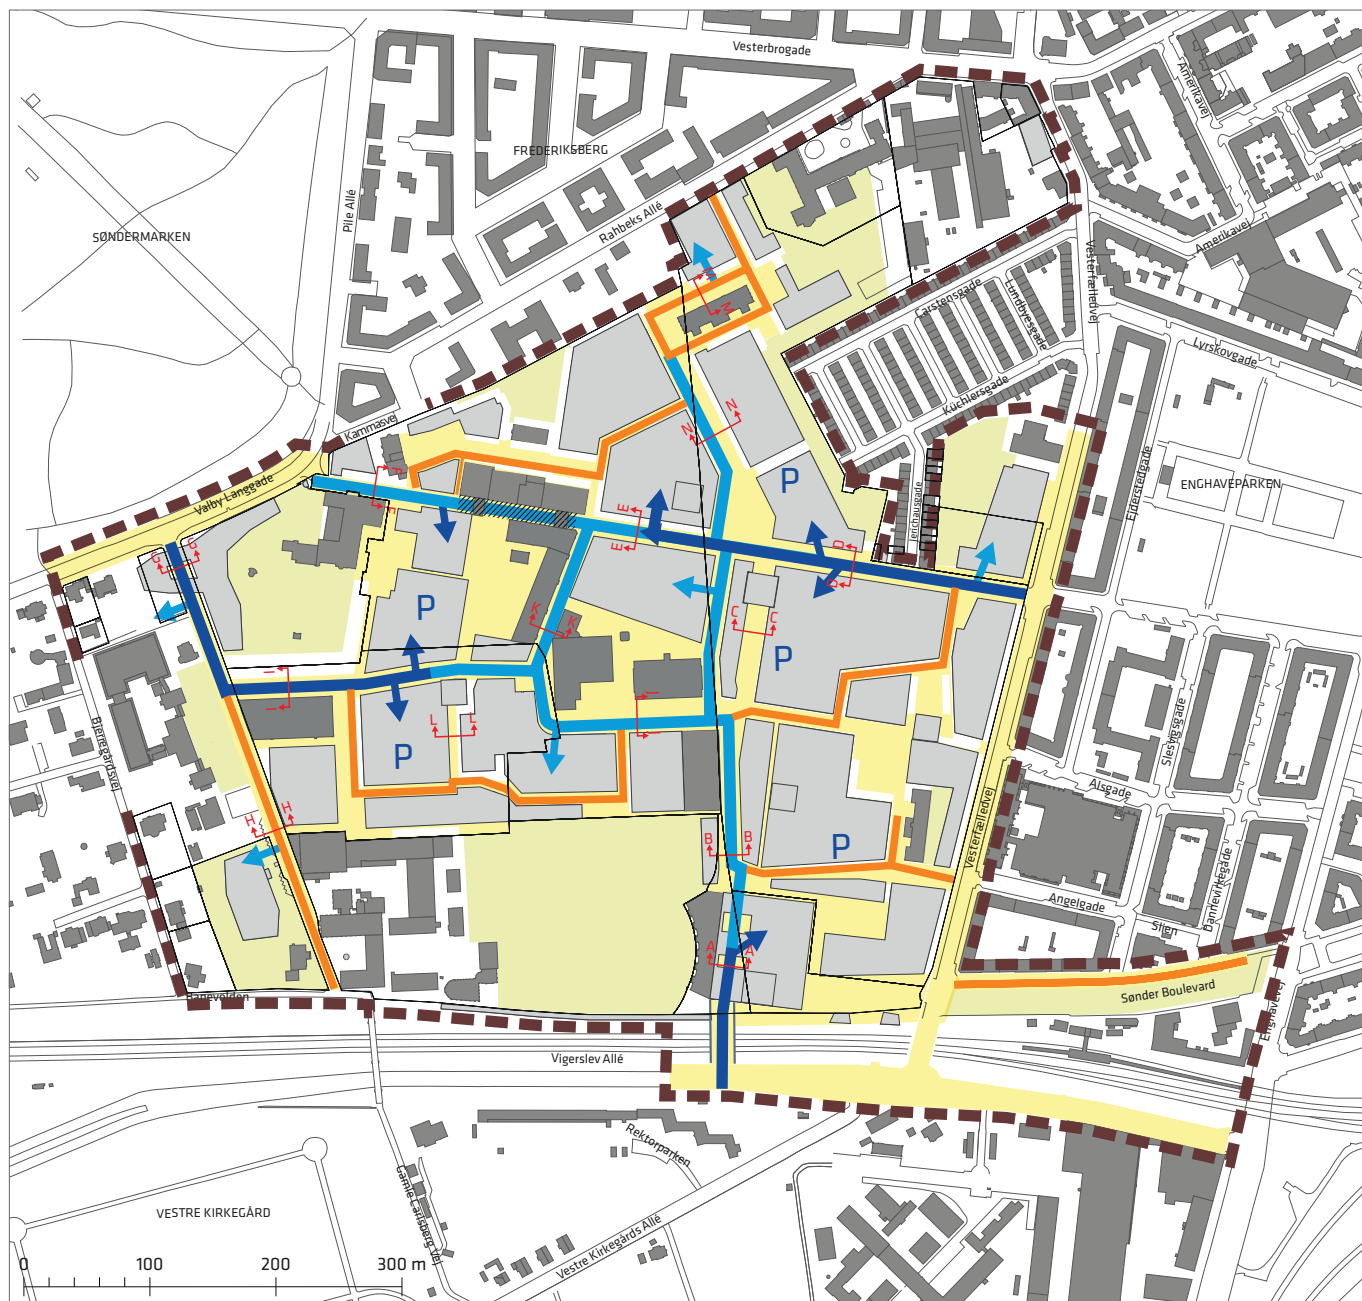 Vesterbrogade
Amerikavej
FREDERIKSBERG
Pile Allé
Rahbeks Allé
SØNDERMARKEN
Amerikavej
Vesterfælledvej
Carstensgade
Lundbyesgade
Lyrskovgade
Küchlersgade
M
M
N
N
Kammasvej
Valby Langgade
F
F
P
Jerichausgade
Ejderstedgade
ENGHAVEPARKEN
E
E
D
D
G
G
P
K
K
C
C
P
I
I
J
J
L
L
P
Bjerregårdsvej
Slesvigsgade
Alsgade
H
H
B
B
P
Vesterfælledvej
Dannevirkegade
Angelgade
Slien
A
A
Banevolden
Sønder Boulevard
Enghavevej
Vigerslev Allé
Rektorparken
Gamle Carlsberg Vej
VESTRE KIRKEGÅRD
Vestre Kirkegårds Allé
0 100 200 300 m